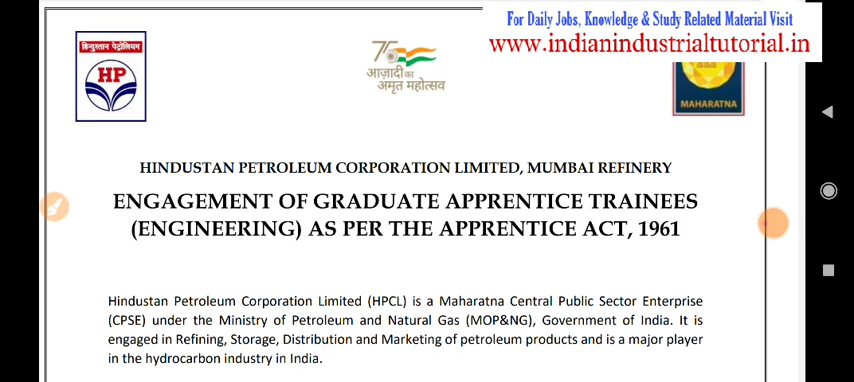 For Daily Jobs, Knowledge & Study Related Material Visit
www.indianindustrialtutorial.in
हिन्दुस्तान पेट्रोलियम
HP
75
आज़ादी का
अमृत महोत्सव
MAHARATNA
HINDUSTAN PETROLEUM CORPORATION LIMITED, MUMBAI REFINERY
ENGAGEMENT OF GRADUATE APPRENTICE TRAINEES
(ENGINEERING) AS PER THE APPRENTICE ACT, 1961
Hindustan Petroleum Corporation Limited (HPCL) is a Maharatna Central Public Sector Enterprise
(CPSE) under the Ministry of Petroleum and Natural Gas (MOP&NG), Government of India. It is
engaged in Refining, Storage, Distribution and Marketing of petroleum products and is a major player
in the hydrocarbon industry in India.